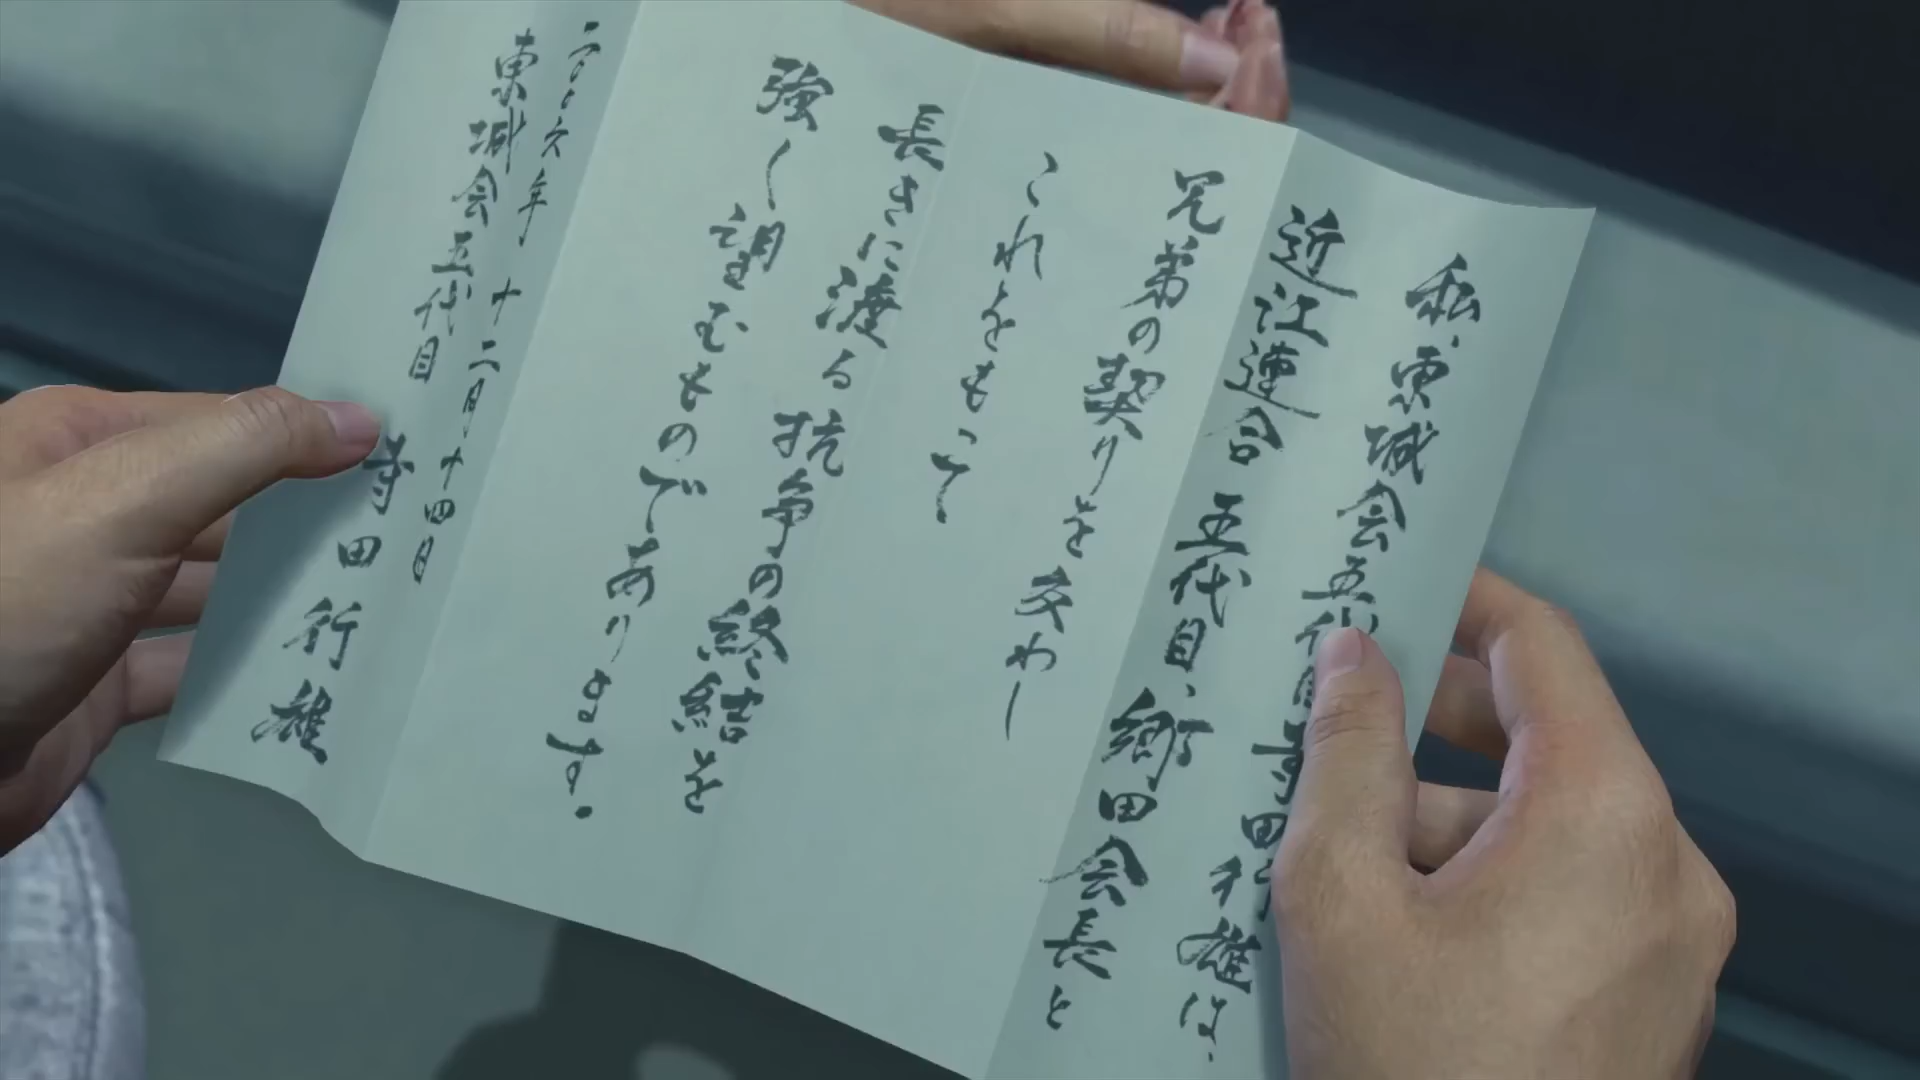 私、東城会五代目寺田行雄は、
近江連合 五代目、郷田会長と
兄弟の契りを交わし
これをもって
長きに渡る抗争の終結を
強く望むものであります。
二〇〇六年 十二月十四日
東城会五代目 寺田行雄